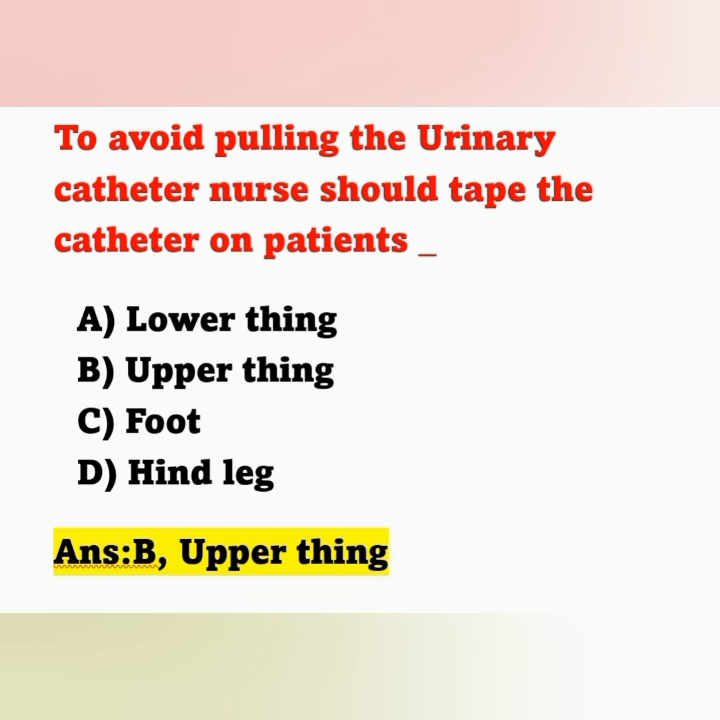 To avoid pulling the Urinary
catheter nurse should tape the
catheter on patients _
A) Lower thing
B) Upper thing
C) Foot
D) Hind leg
Ans:B, Upper thing